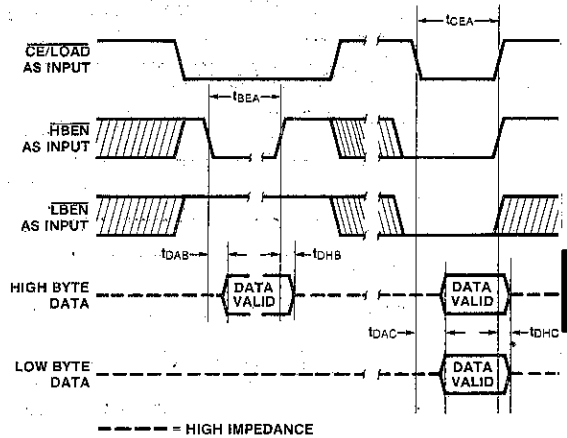 tCEA
CE/LOAD
AS INPUT
tBEA
HBEN
AS INPUT
LBEN
AS INPUT
tDAB
tDHB
HIGH BYTE
DATA
DATA
VALID
DATA
VALID
tDAC
tDHC
LOW BYTE
DATA
DATA
VALID
= HIGH IMPEDANCE